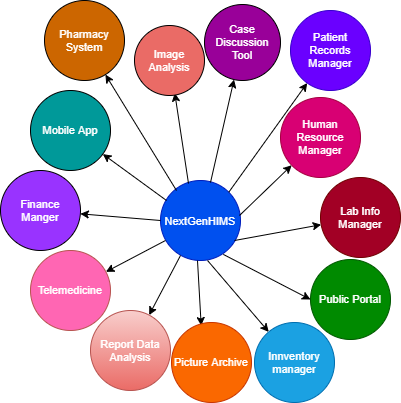 Pharmacy
System
Image
Analysis
Case
Discussion
Tool
Patient
Records
Manager
Mobile App
Human
Resource
Manager
Finance
Manger
NextGenHIMS
Lab Info
Manager
Telemedicine
Public Portal
Report Data
Analysis
Picture Archive
Innventory
manager